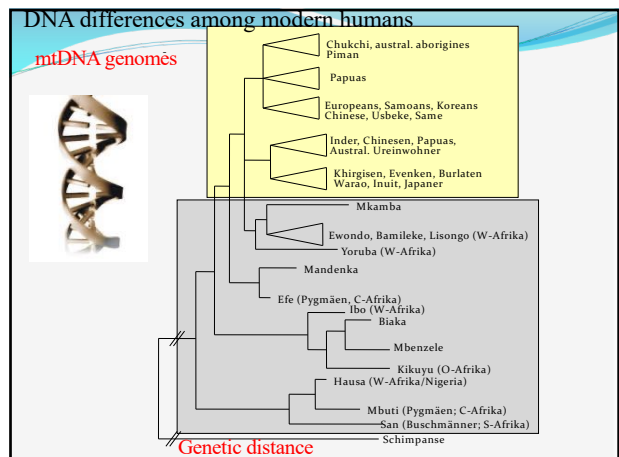 DNA differences among modern humans
mtDNA genomes
Chukchi, austral. aborigines
Piman
Papuas
Europeans, Samoans, Koreans
Chinese, Usbeke, Same
Inder, Chinesen, Papuas,
Austral. Ureinwohner
Khirgisen, Evenken, Burlaten
Warao, Inuit, Japaner
Mkamba
Ewondo, Bamileke, Lisongo (W-Afrika)
Yoruba (W-Afrika)
Mandenka
Efe (Pygmäen, C-Afrika)
Ibo (W-Afrika)
Biaka
Mbenzele
Kikuyu (O-Afrika)
Hausa (W-Afrika/Nigeria)
Mbuti (Pygmäen; C-Afrika)
San (Buschmänner; S-Afrika)
Schimpanse
Genetic distance